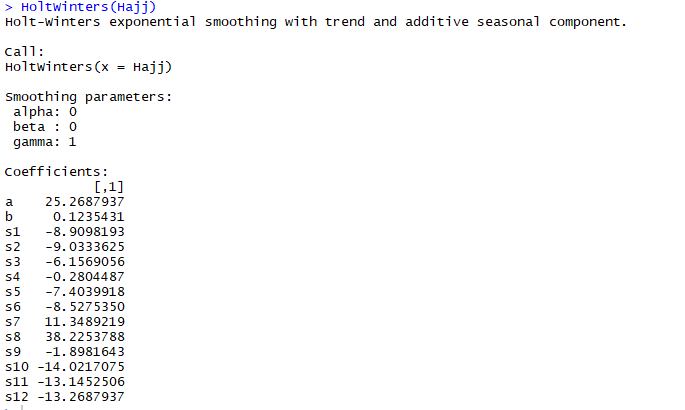 > HoltWinters(Hajj)
Holt-Winters exponential smoothing with trend and additive seasonal component.
Call:
HoltWinters(x = Hajj)
Smoothing parameters:
alpha: 0
beta : 0
gamma: 1
Coefficients:
[,1]
a 25.2687937
b 0.1235431
s1 -8.9098193
s2 -9.0333625
s3 -6.1569056
s4 -0.2804487
s5 -7.4039918
s6 -8.5275350
s7 11.3489219
s8 38.2253788
s9 -1.8981643
s10 -14.0217075
s11 -13.1452506
s12 -13.2687937